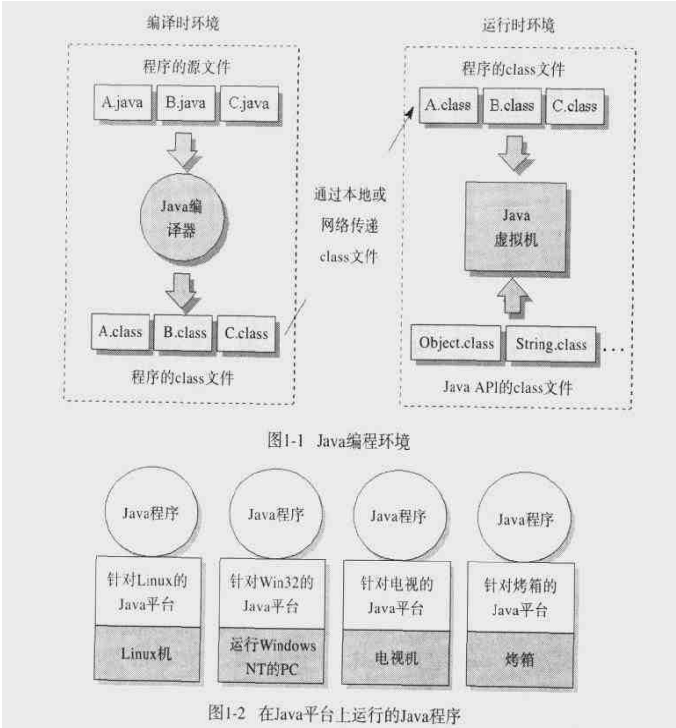 编译时环境
程序的源文件
A.java B.java C.java
Java编
译器
A.class B.class C.class
程序的class文件
通过本地或
网络传递
class文件
运行时环境
程序的class文件
A.class B.class C.class
Java
虚拟机
Object.class String.class ...
Java API的class文件
图1-1 Java编程环境
Java程序 Java程序 Java程序 Java程序
针对Linux的
Java平台
Linux机
针对Win32的
Java平台
运行Windows
NT的PC
针对电视的
Java平台
电视机
针对烤箱的
Java平台
烤箱
图1-2 在Java平台上运行的Java程序